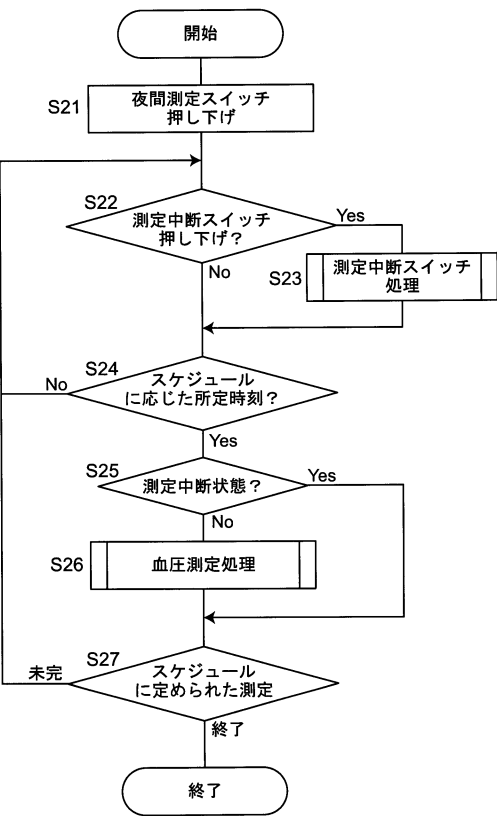 開始
S21
夜間測定スイッチ
押し下げ
S22
測定中断スイッチ
押し下げ？
Yes
No
S23
測定中断スイッチ
処理
S24
スケジュール
に応じた所定時刻？
No
Yes
S25
測定中断状態？
Yes
No
S26
血圧測定処理
S27
スケジュール
に定められた測定
未完
終了
終了